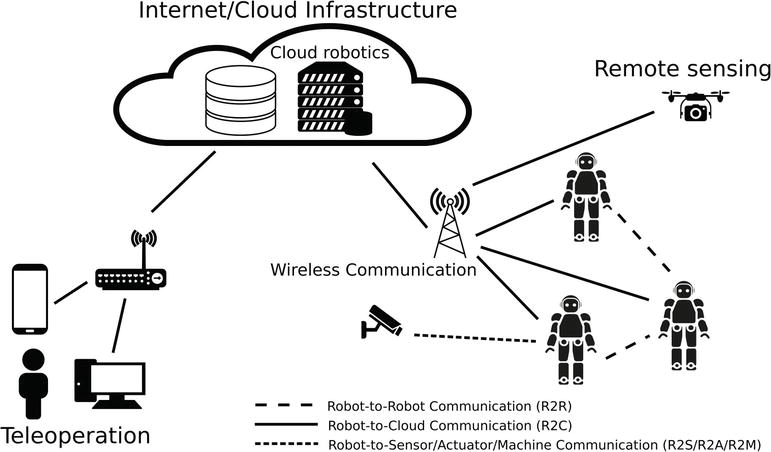 Internet/Cloud Infrastructure
Cloud robotics
Remote sensing
Wireless Communication
Teleoperation
Robot-to-Robot Communication (R2R)
Robot-to-Cloud Communication (R2C)
Robot-to-Sensor/Actuator/Machine Communication (R2S/R2A/R2M)